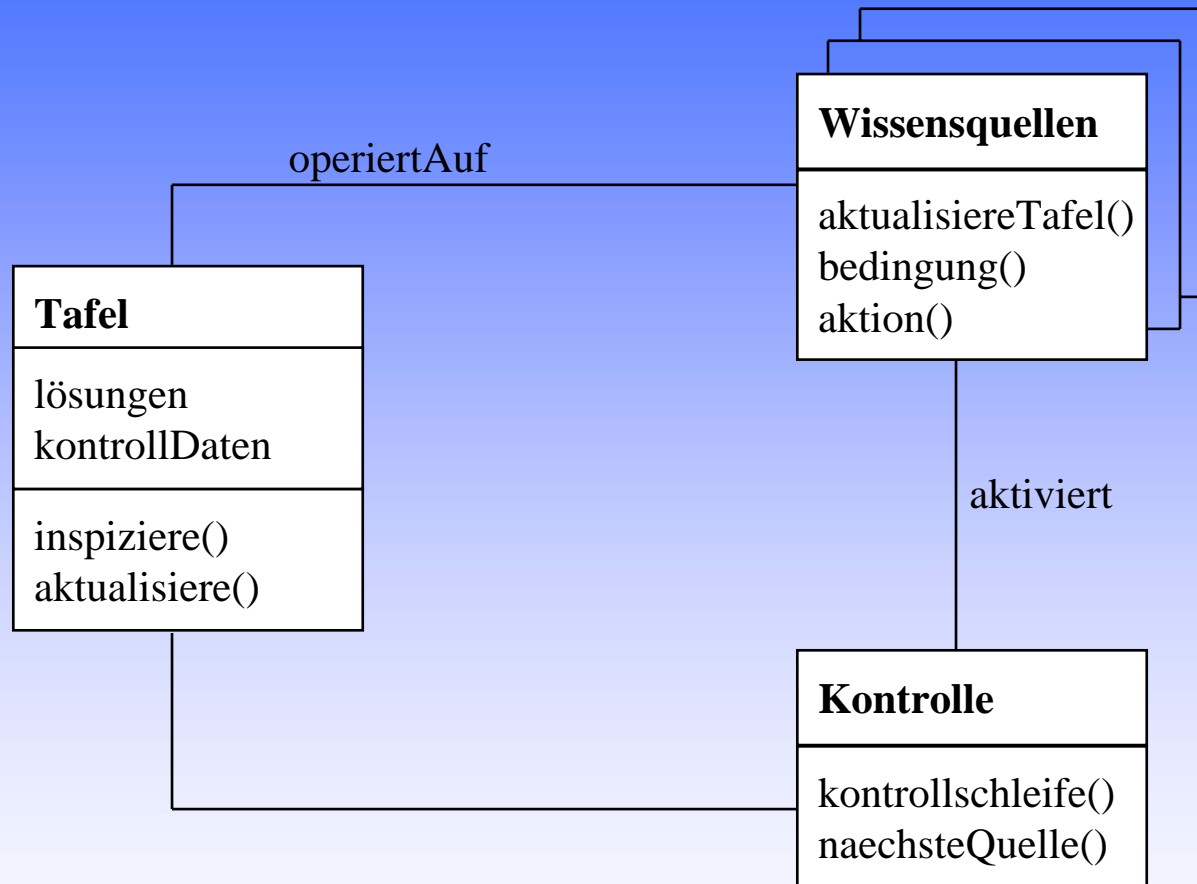 Wissensquellen
operiertAuf
aktualisiereTafel()
bedingung()
aktion()
Tafel
lösungen
kontrollDaten
inspiziere()
aktualisiere()
aktiviert
Kontrolle
kontrollschleife()
naechsteQuelle()